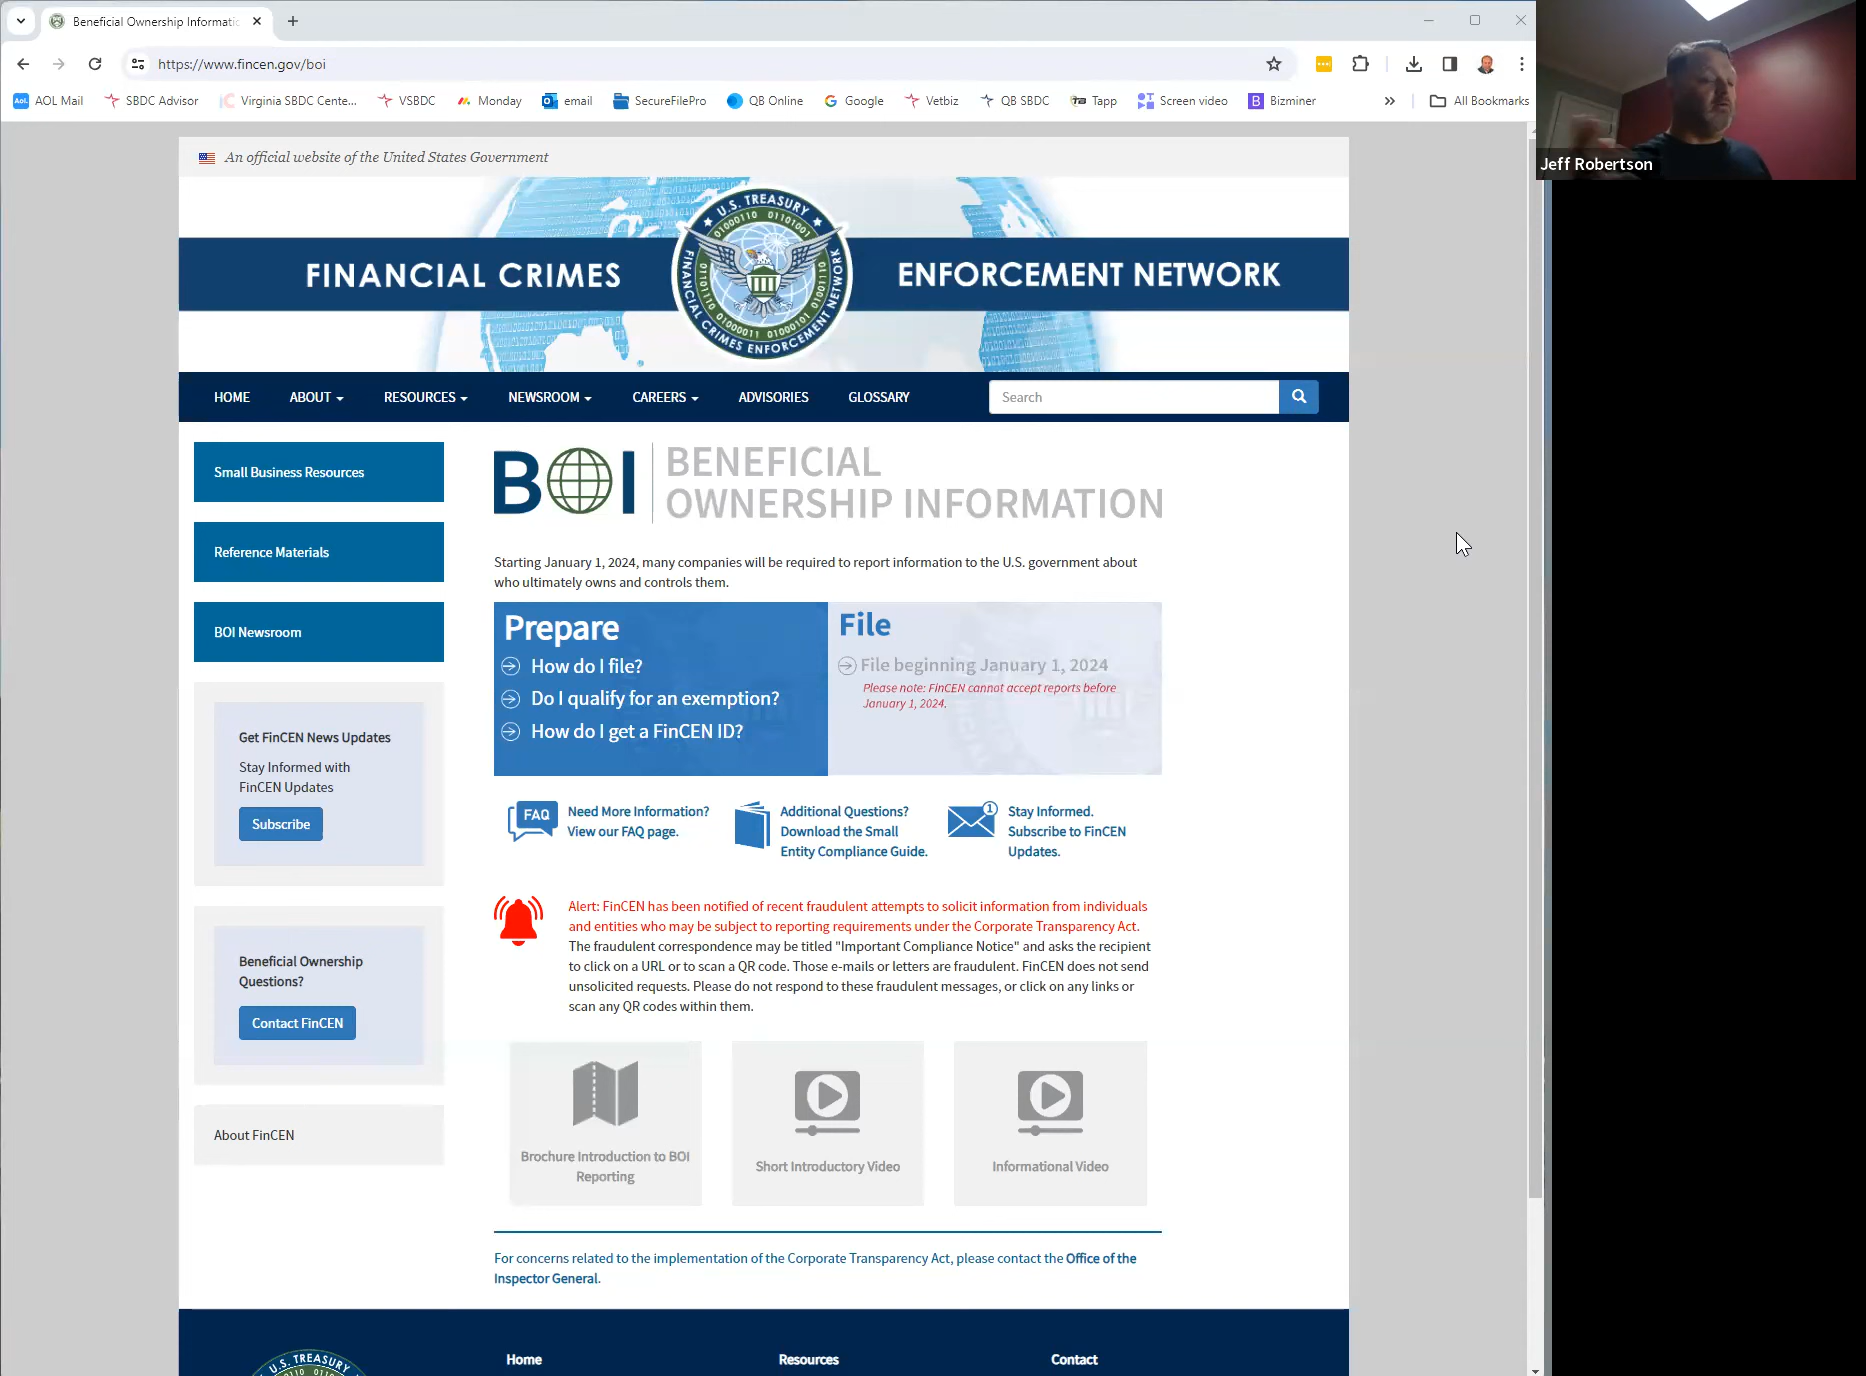 Beneficial Ownership Informatio
https://www.fincen.gov/boi
Aol.
AOL Mail
SBDC Advisor
Virginia SBDC Cente...
VSBDC
Monday
email
SecureFilePro
QB Online
Google
Vetbiz
QB SBDC
Tapp
Screen video
B
Bizminer
All Bookmarks
Jeff Robertson
An official website of the United States Government
FINANCIAL CRIMES
U.S. TREASURY
FINANCIAL CRIMES ENFORCEMENT NETWORK
ENFORCEMENT NETWORK
HOME
ABOUT
RESOURCES
NEWSROOM
CAREERS
ADVISORIES
GLOSSARY
Search
Small Business Resources
Reference Materials
BOI Newsroom
Get FinCEN News Updates
Stay Informed with
FinCEN Updates
Subscribe
Beneficial Ownership
Questions?
Contact FinCEN
About FinCEN
BOI
BENEFICIAL
OWNERSHIP INFORMATION
Starting January 1, 2024, many companies will be required to report information to the U.S. government about
who ultimately owns and controls them.
Prepare
How do I file?
Do I qualify for an exemption?
How do I get a FinCEN ID?
File
File beginning January 1, 2024
Please note: FinCEN cannot accept reports before
January 1, 2024.
FAQ
Need More Information?
View our FAQ page.
Additional Questions?
Download the Small
Entity Compliance Guide.
1
Stay Informed.
Subscribe to FinCEN
Updates.
Alert: FinCEN has been notified of recent fraudulent attempts to solicit information from individuals
and entities who may be subject to reporting requirements under the Corporate Transparency Act.
The fraudulent correspondence may be titled "Important Compliance Notice" and asks the recipient
to click on a URL or to scan a QR code. Those e-mails or letters are fraudulent. FinCEN does not send
unsolicited requests. Please do not respond to these fraudulent messages, or click on any links or
scan any QR codes within them.
Brochure Introduction to BOI
Reporting
Short Introductory Video
Informational Video
For concerns related to the implementation of the Corporate Transparency Act, please contact the Office of the
Inspector General.
U.S. TREASURY
Home
Resources
Contact